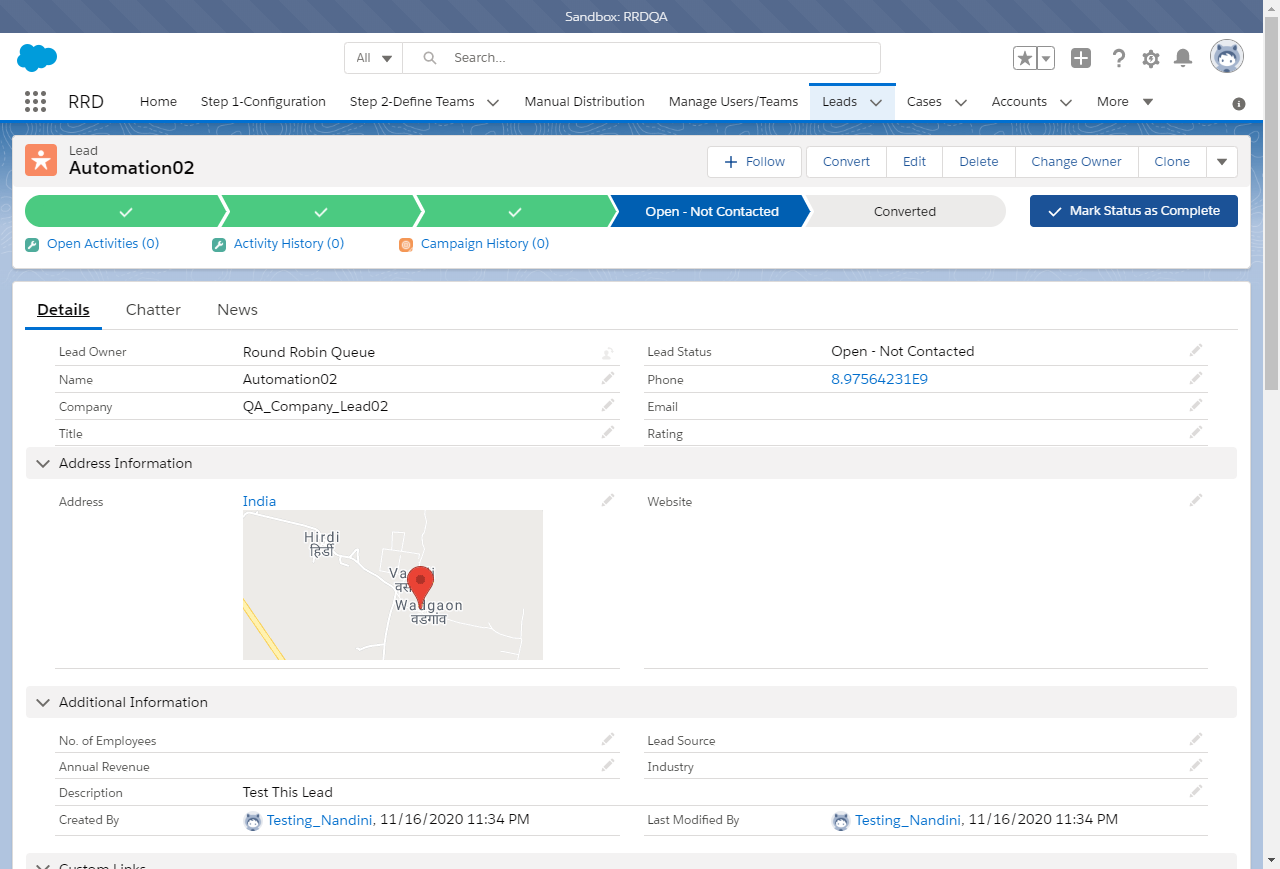 Sandbox: RRDQA
All Search...
RRD Home Step 1-Configuration Step 2-Define Teams Manual Distribution Manage Users/Teams Leads Cases Accounts More
Lead
Automation02
Follow Convert Edit Delete Change Owner Clone
Open - Not Contacted Converted Mark Status as Complete
Open Activities (0) Activity History (0) Campaign History (0)
Details Chatter News
Lead Owner Round Robin Queue Lead Status Open - Not Contacted
Name Automation02 Phone 8.97564231E9
Company QA_Company_Lead02 Email
Title Rating
Address Information
Address India Website
Hirdi
हिर्डी
Wadgaon
वडगांव
Additional Information
No. of Employees Lead Source
Annual Revenue Industry
Description Test This Lead
Created By Testing_Nandini, 11/16/2020 11:34 PM Last Modified By Testing_Nandini, 11/16/2020 11:34 PM
Custom Links